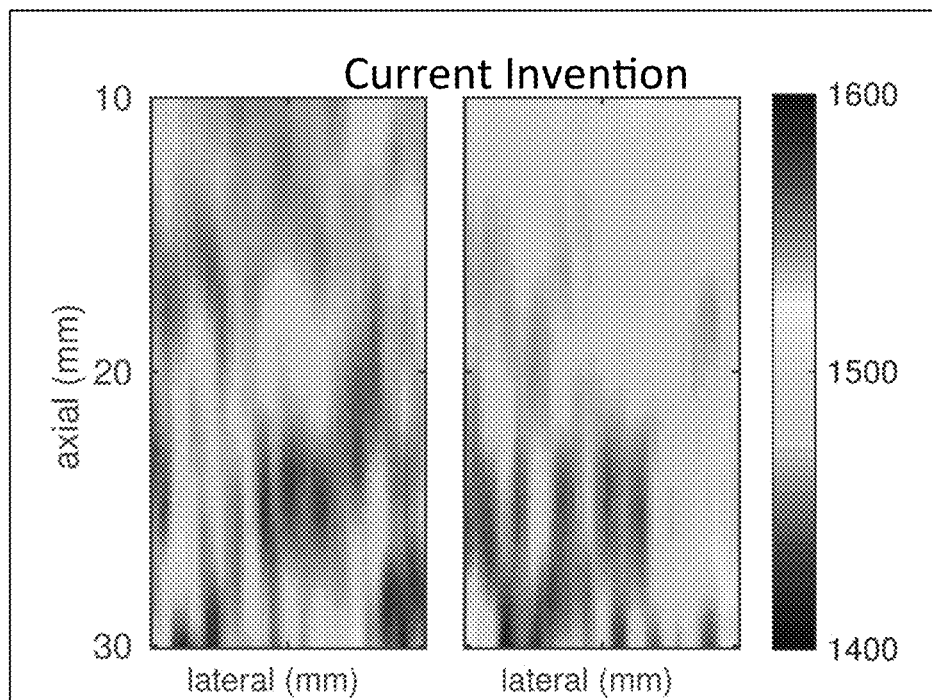 Current Invention
10
20
30
axial (mm)
lateral (mm)
lateral (mm)
1600
1500
1400